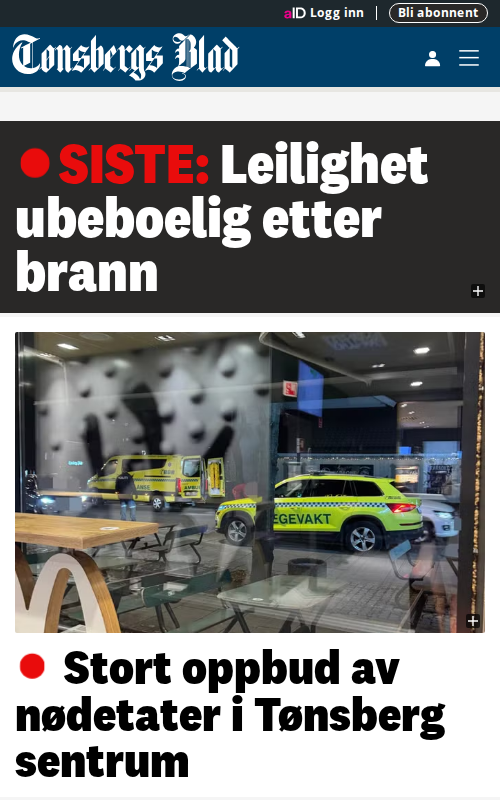 aID Logg inn
Bli abonnent
Tønsbergs Blad
SISTE: Leilighet
ubeboelig etter
brann
EGEVAKT
Stort oppbud av
nødetater i Tønsberg
sentrum